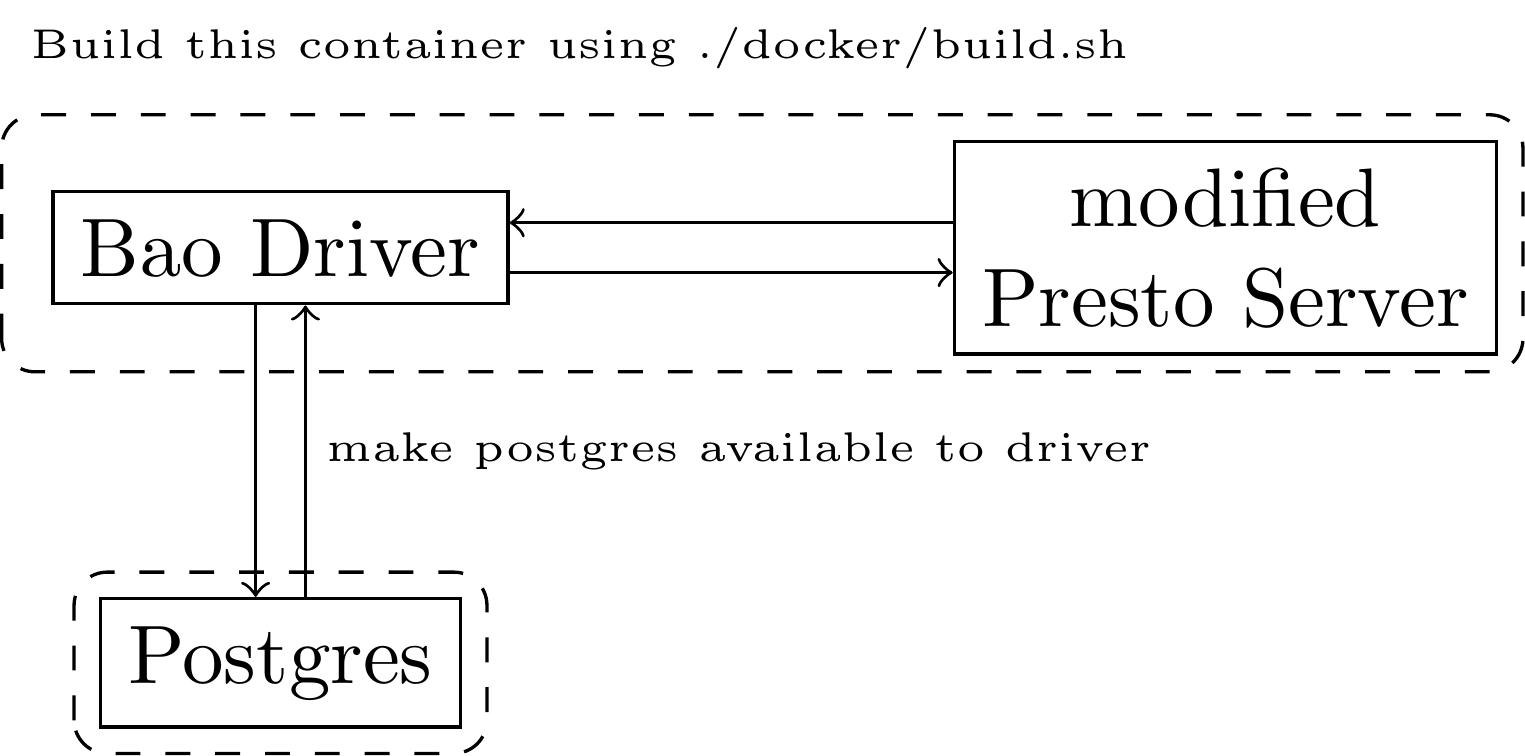 Build this container using ./docker/build.sh
modified
Bao Driver
Presto Server
make postgres available to driver
Postgres